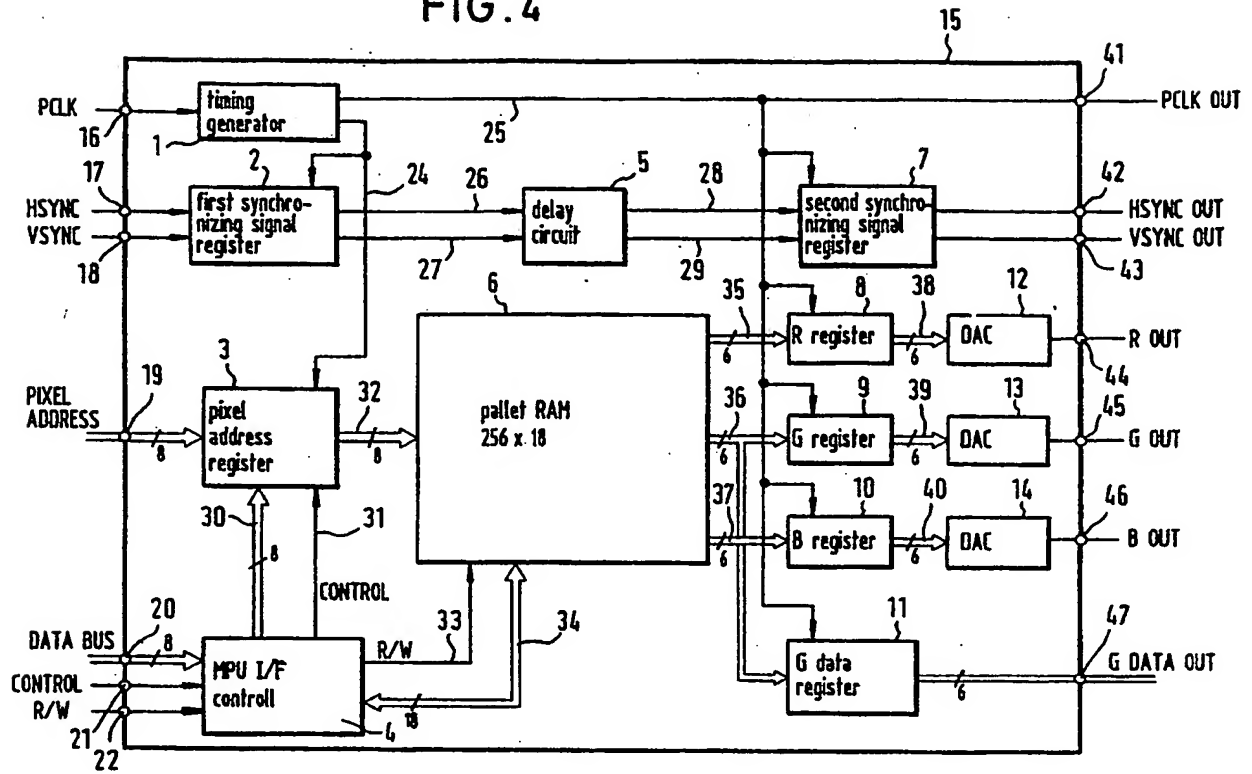 FIG.4
15
41
PCLK
16
timing
generator
1
25
PCLK OUT
17
HSYNC
VSYNC
18
2
first synchro-
nizing signal
register
24
26
27
5
delay
circuit
28
29
7
second synchro-
nizing signal
register
42
HSYNC OUT
VSYNC OUT
43
6
pallet RAM
256 x 18
35
6
8
R register
38
6
12
DAC
R OUT
44
PIXEL
ADDRESS
19
8
3
pixel
address
register
32
8
36
6
9
G register
39
6
13
DAC
45
G OUT
30
8
31
CONTROL
37
6
10
B register
40
6
14
DAC
46
B OUT
DATA BUS
20
8
CONTROL
R/W
21
22
MPU I/F
controll
4
R/W
33
34
18
11
G data
register
6
47
G DATA OUT